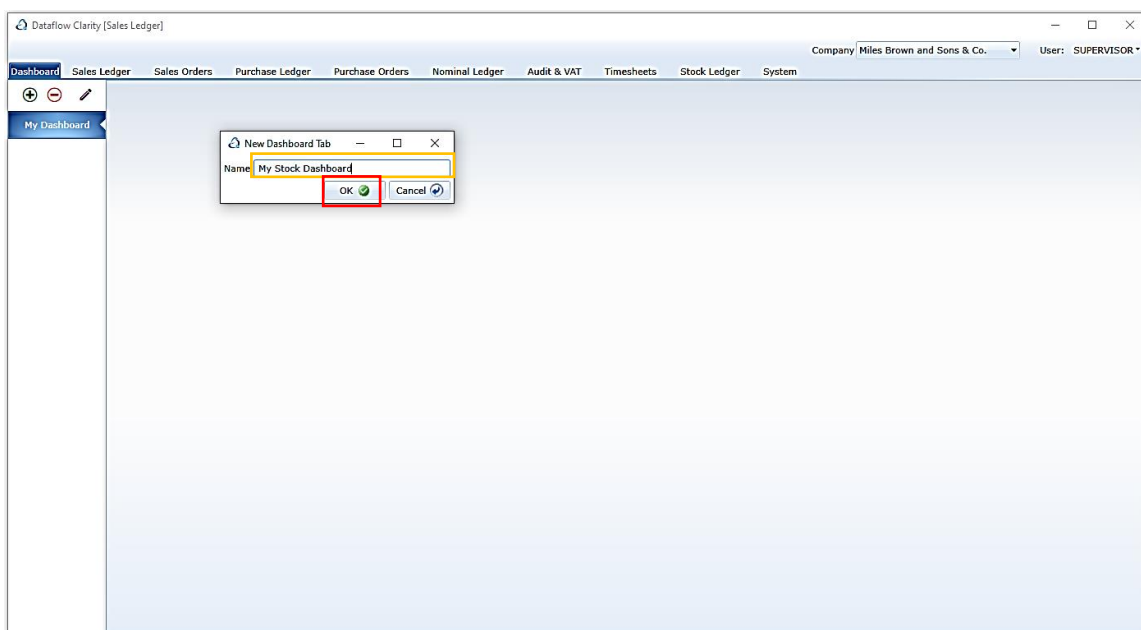 Dataflow Clarity [Sales Ledger]
Company Miles Brown and Sons & Co. User: SUPERVISOR
Dashboard Sales Ledger Sales Orders Purchase Ledger Purchase Orders Nominal Ledger Audit & VAT Timesheets Stock Ledger System
My Dashboard
New Dashboard Tab
Name My Stock Dashboard
OK Cancel